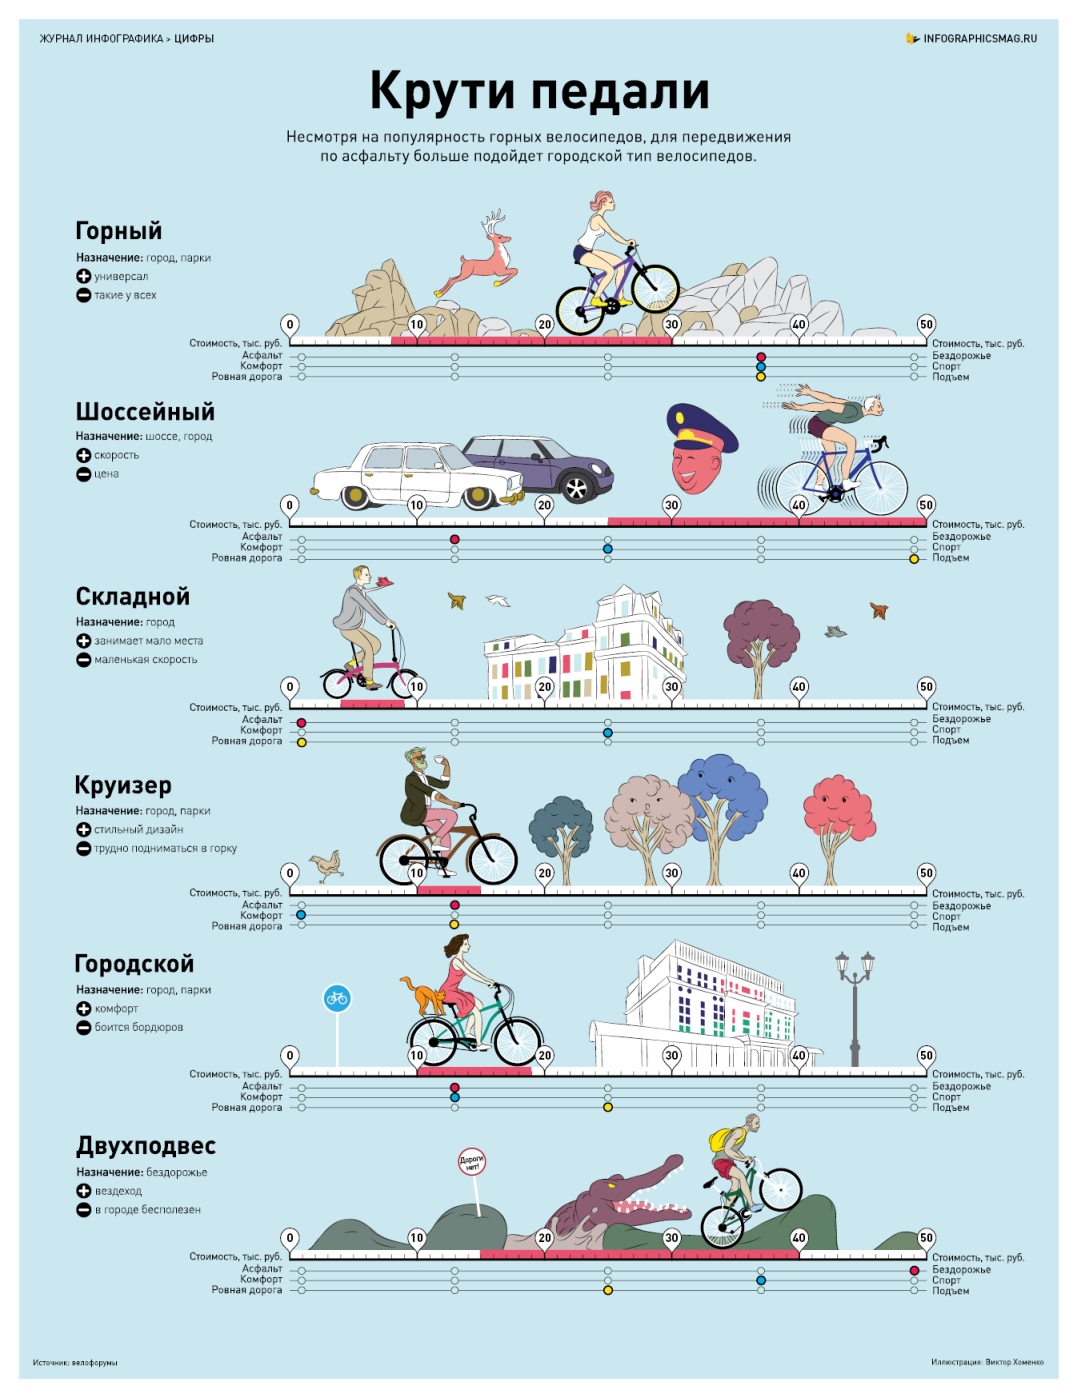 ЖУРНАЛ ИНФОГРАФИКА > ЦИФРЫ
INFOGRAPHICSMAG.RU
Крути педали
Несмотря на популярность горных велосипедов, для передвижения
по асфальту больше подойдет городской тип велосипедов.
Горный
Назначение: город, парки
универсал
такие у всех
0 10 20 30 40 50
Стоимость, тыс. руб. Стоимость, тыс. руб.
Асфальт Бездорожье
Комфорт Спорт
Ровная дорога Подъем
Шоссейный
Назначение: шоссе, город
скорость
цена
0 10 20 30 40 50
Стоимость, тыс. руб. Стоимость, тыс. руб.
Асфальт Бездорожье
Комфорт Спорт
Ровная дорога Подъем
Складной
Назначение: город
занимает мало места
маленькая скорость
0 10 20 30 40 50
Стоимость, тыс. руб. Стоимость, тыс. руб.
Асфальт Бездорожье
Комфорт Спорт
Ровная дорога Подъем
Круизер
Назначение: город, парки
стильный дизайн
трудно подниматься в горку
0 10 20 30 40 50
Стоимость, тыс. руб. Стоимость, тыс. руб.
Асфальт Бездорожье
Комфорт Спорт
Ровная дорога Подъем
Городской
Назначение: город, парки
комфорт
боится бордюров
0 10 20 30 40 50
Стоимость, тыс. руб. Стоимость, тыс. руб.
Асфальт Бездорожье
Комфорт Спорт
Ровная дорога Подъем
Двухподвес
Назначение: бездорожье
вездеход
в городе бесполезен
Дороги
нет!
0 10 20 30 40 50
Стоимость, тыс. руб. Стоимость, тыс. руб.
Асфальт Бездорожье
Комфорт Спорт
Ровная дорога Подъем
Источник: велофорумы
Иллюстрация: Виктор Хоменко